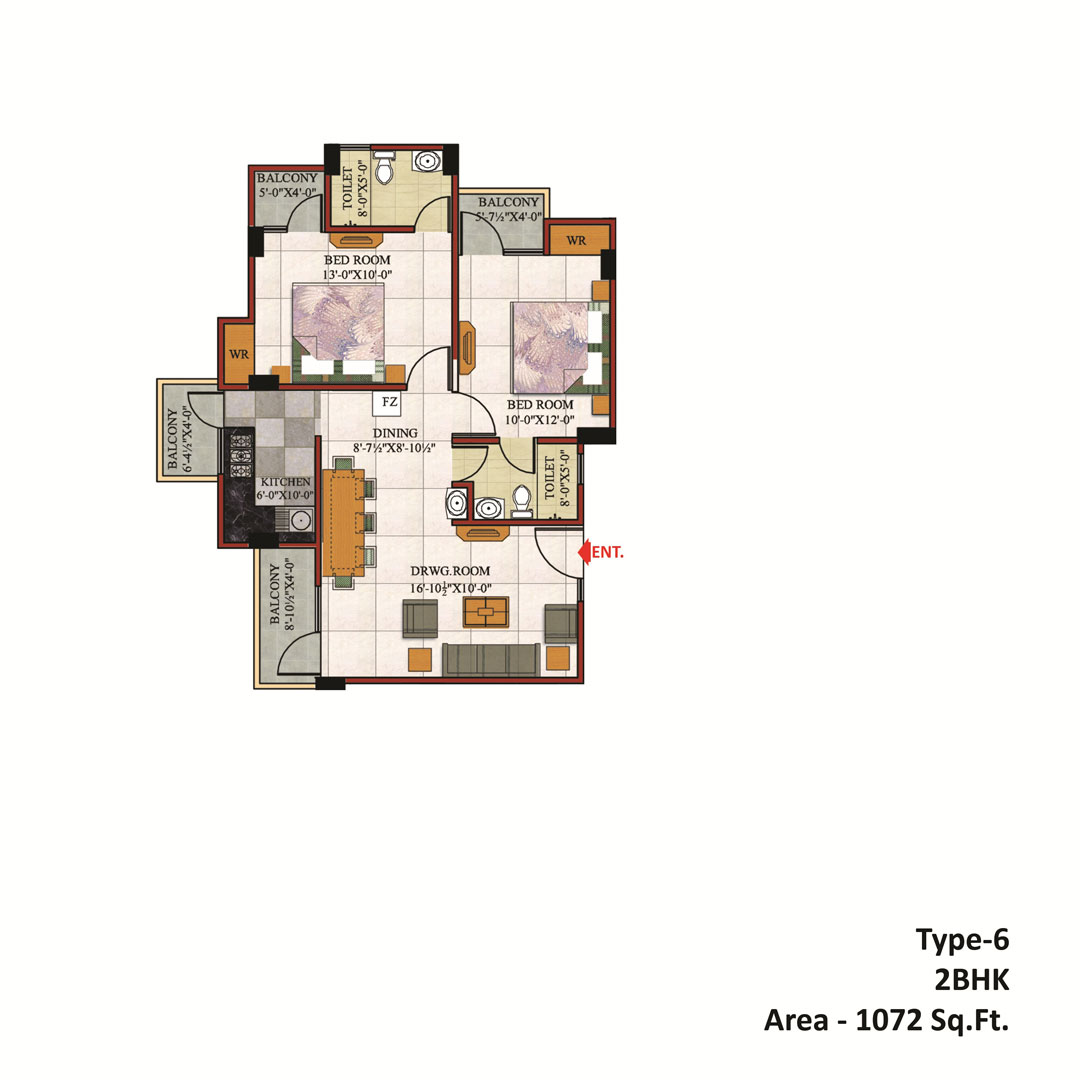 BALCONY
5'-0"X4'-0"
TOILET
8'-0"X5'-0"
BALCONY
5'-7½"X4'-0"
WR
BED ROOM
13'-0"X10'-0"
WR
BED ROOM
10'-0"X12'-0"
FZ
DINING
8'-7½"X8'-10½"
BALCONY
6'-4½"X4'-0"
KITCHEN
6'-0"X10'-0"
TOILET
8'-0"X5'-0"
ENT.
DRWG.ROOM
16'-10½"X10'-0"
BALCONY
8'-10½"X4'-0"
Type-6
2BHK
Area - 1072 Sq.Ft.